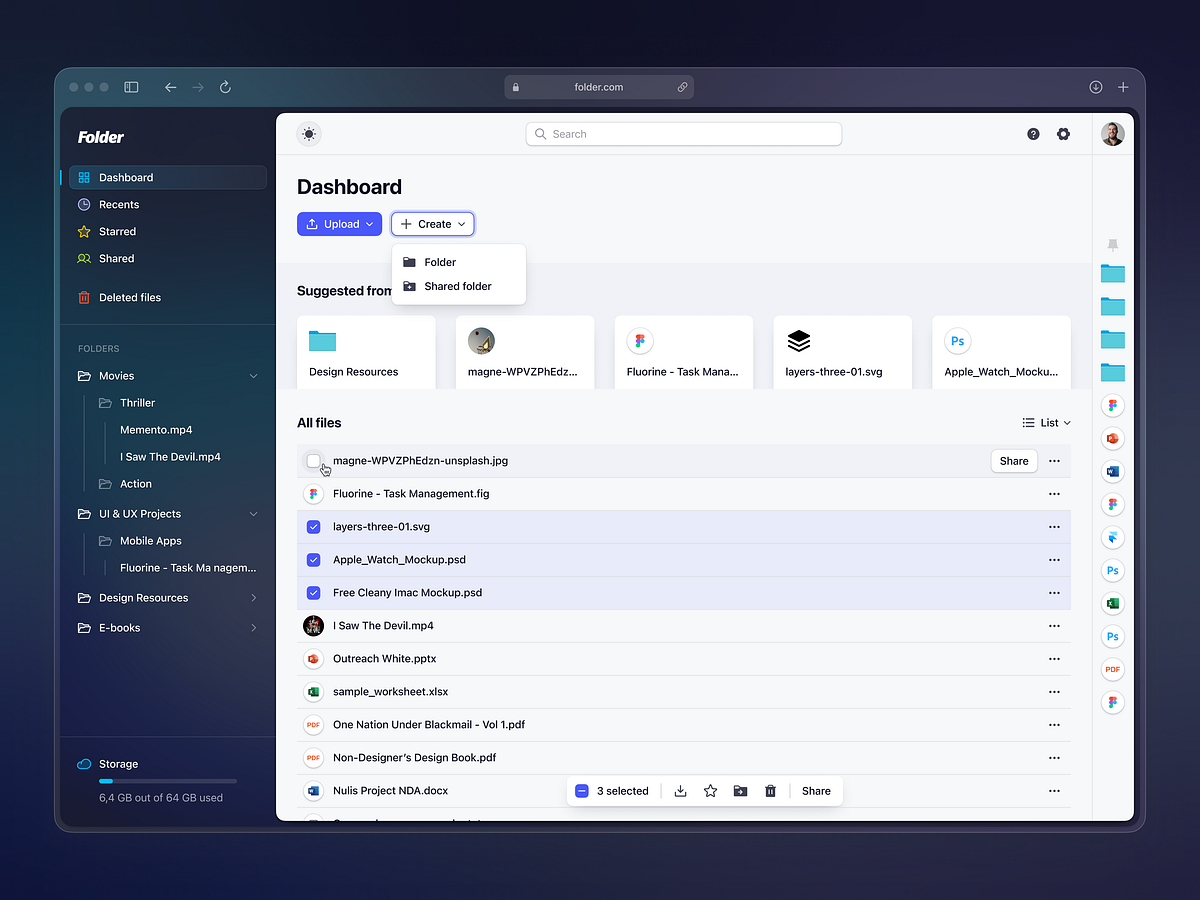 folder.com
Folder
Dashboard
Recents
Starred
Shared
Deleted files
FOLDERS
Movies
Thriller
Memento.mp4
I Saw The Devil.mp4
Action
UI & UX Projects
Mobile Apps
Fluorine - Task Ma nagem...
Design Resources
E-books
Storage
6,4 GB out of 64 GB used
Search
Dashboard
Upload
Create
Folder
Shared folder
Suggested from
Design Resources
magne-WPVZPhEdz...
Fluorine - Task Mana...
layers-three-01.svg
Ps
Apple_Watch_Mocku...
All files
List
magne-WPVZPhEdzn-unsplash.jpg
Share
Fluorine - Task Management.fig
layers-three-01.svg
Apple_Watch_Mockup.psd
Free Cleany Imac Mockup.psd
I Saw The Devil.mp4
Outreach White.pptx
sample_worksheet.xlsx
PDF
One Nation Under Blackmail - Vol 1.pdf
PDF
Non-Designer’s Design Book.pdf
Nulis Project NDA.docx
3 selected
Share
Ps
Ps
PDF